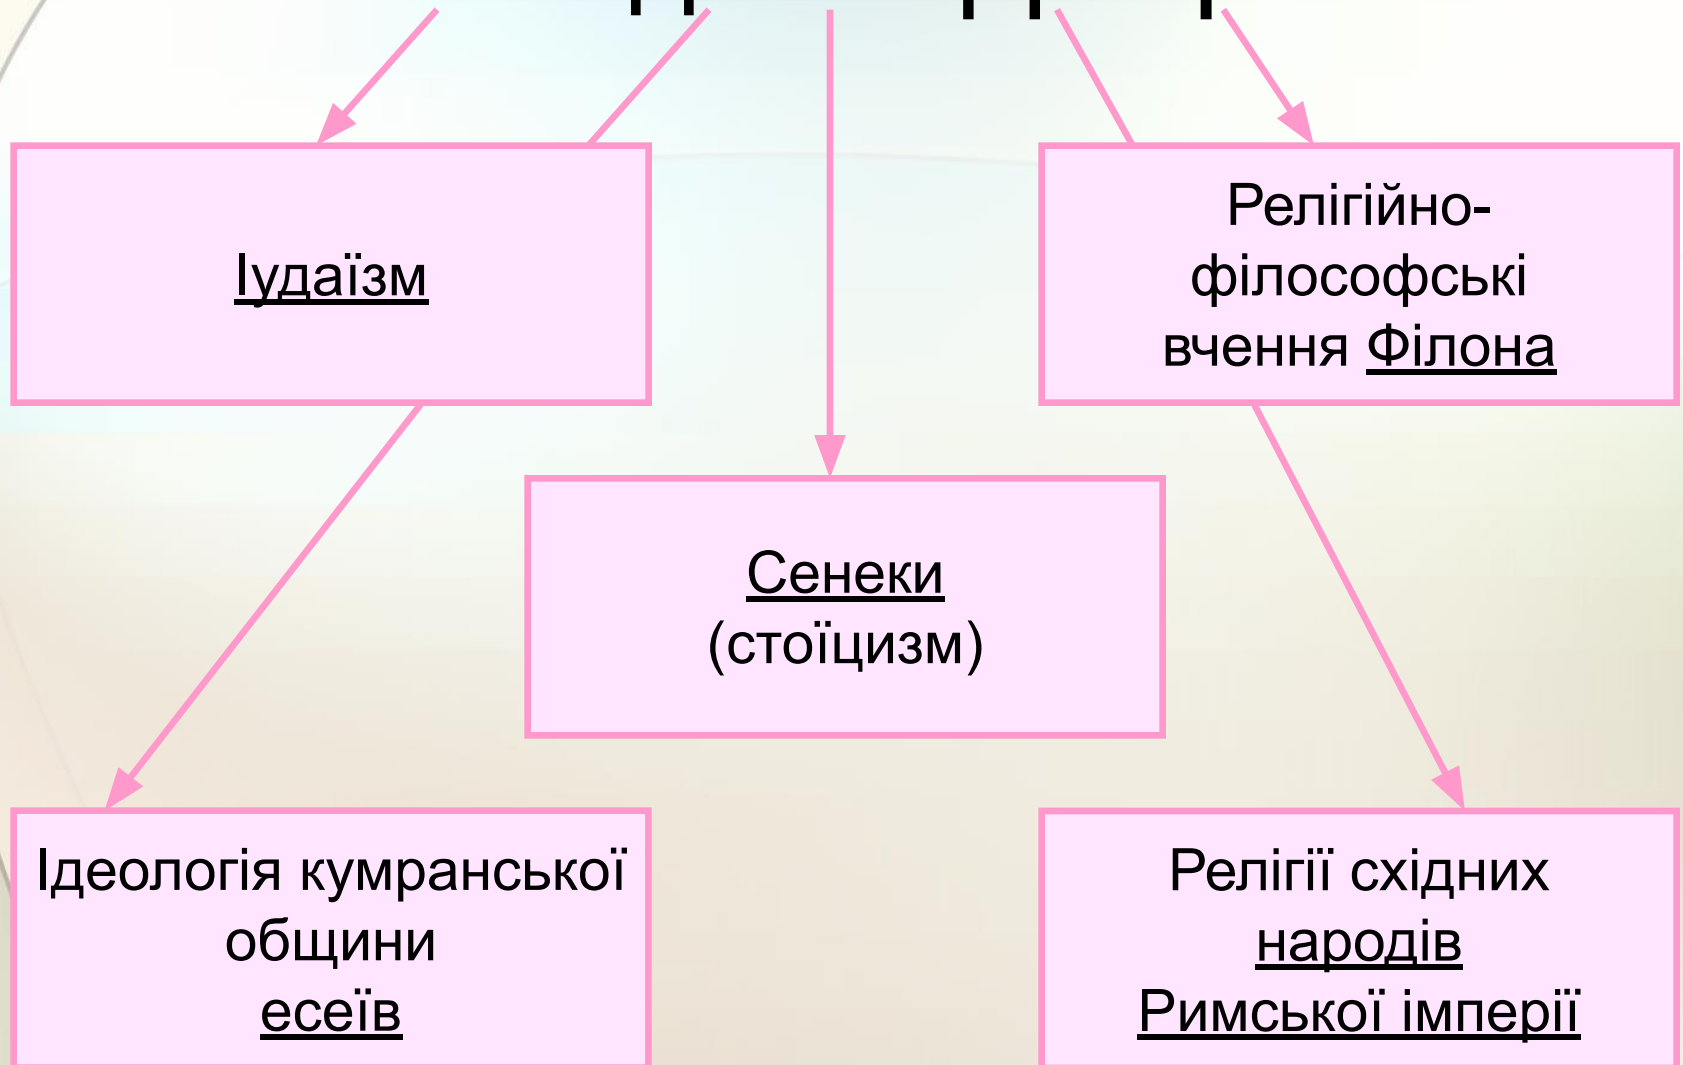 Іудаїзм
Релігійно-
філософські
вчення Філона
Сенеки
(стоїцизм)
Ідеологія кумранської
общини
есеїв
Релігії східних
народів
Римської імперії